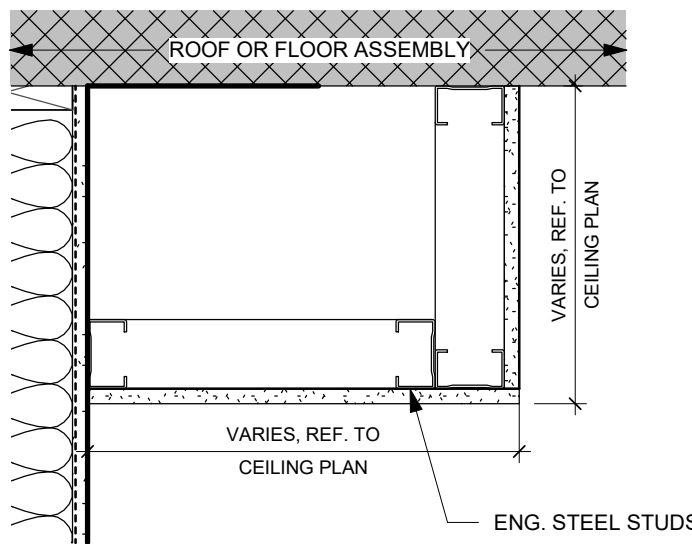 ROOF OR FLOOR ASSEMBLY
VARIES, REF. TO
CEILING PLAN
VARIES, REF. TO
CEILING PLAN
ENG. STEEL STUDS